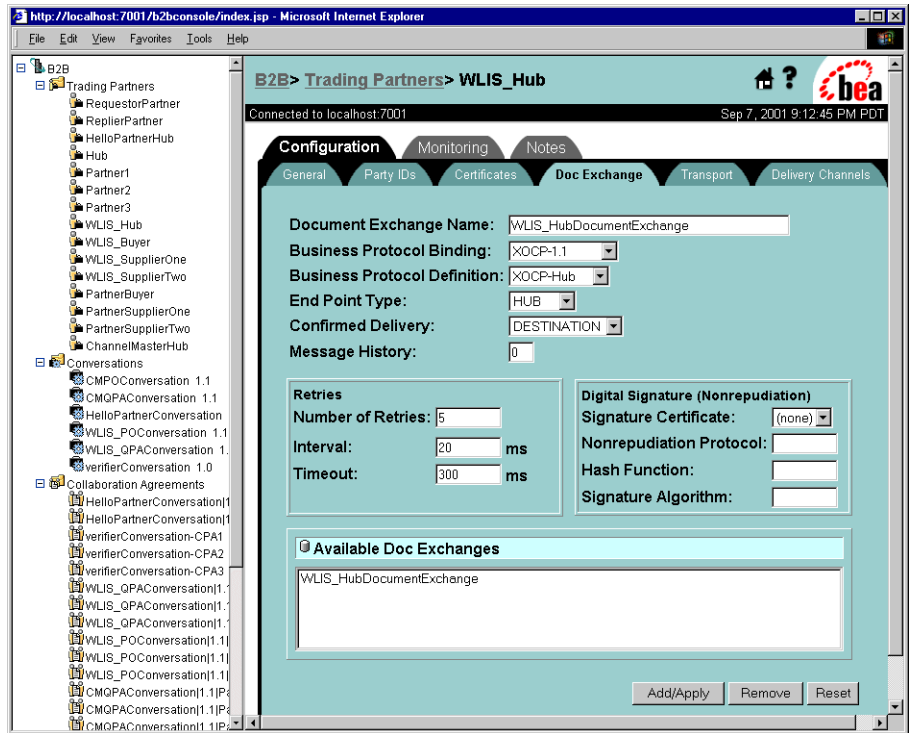 http://localhost:7001/b2bconsole/index.jsp - Microsoft Internet Explorer
File Edit View Favorites Tools Help
B2B
Trading Partners
RequestorPartner
ReplierPartner
HelloPartnerHub
Hub
Partner1
Partner2
Partner3
WLIS_Hub
WLIS_Buyer
WLIS_SupplierOne
WLIS_SupplierTwo
PartnerBuyer
PartnerSupplierOne
PartnerSupplierTwo
ChannelMasterHub
Conversations
CMPOConversation 1.1
CMQPAConversation 1.1
HelloPartnerConversation
WLIS_POConversation 1.1
WLIS_QPAConversation 1.
verifierConversation 1.0
Collaboration Agreements
HelloPartnerConversation|1
HelloPartnerConversation|1
verifierConversation-CPA1
verifierConversation-CPA2
verifierConversation-CPA3
WLIS_QPAConversation|1.1
WLIS_QPAConversation|1.1
WLIS_QPAConversation|1.1
WLIS_POConversation|1.1|
WLIS_POConversation|1.1|
WLIS_POConversation|1.1|
CMQPAConversation|1.1|Pa
CMQPAConversation|1.1|Pa
CMQPAConversation|1.1|Pa
B2B> Trading Partners> WLIS_Hub
? bea
Connected to localhost:7001 Sep 7, 2001 9:12:45 PM PDT
Configuration Monitoring Notes
General Party IDs Certificates Doc Exchange Transport Delivery Channels
Document Exchange Name: WLIS_HubDocumentExchange
Business Protocol Binding: XOCP-1.1
Business Protocol Definition: XOCP-Hub
End Point Type: HUB
Confirmed Delivery: DESTINATION
Message History: 0
Retries
Number of Retries: 5
Interval: 20 ms
Timeout: 300 ms
Digital Signature (Nonrepudiation)
Signature Certificate: (none)
Nonrepudiation Protocol:
Hash Function:
Signature Algorithm:
Available Doc Exchanges
WLIS_HubDocumentExchange
Add/Apply Remove Reset